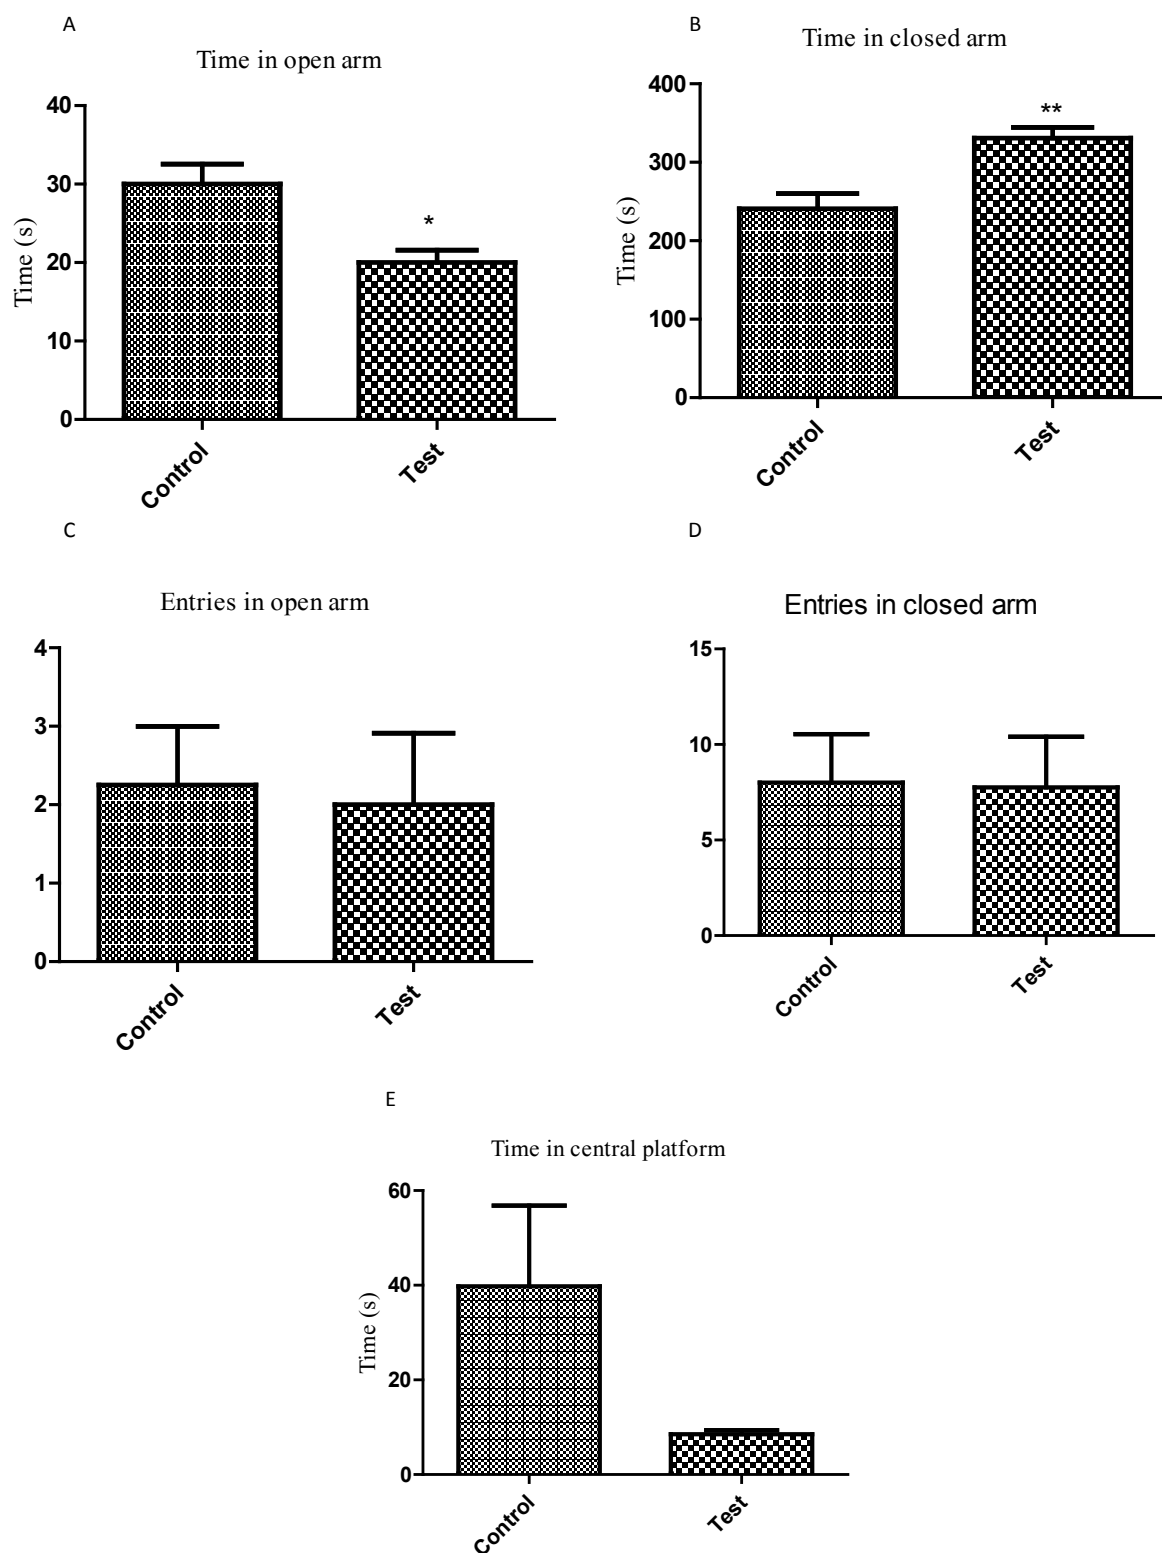 A
Time in open arm
Time (s)
40
30
20
10
0
*
Control
Test
B
Time in closed arm
Time (s)
400
300
200
100
0
**
Control
Test
C
Entries in open arm
4
3
2
1
0
Control
Test
D
Entries in closed arm
15
10
5
0
Control
Test
E
Time in central platform
Time (s)
60
40
20
0
Control
Test